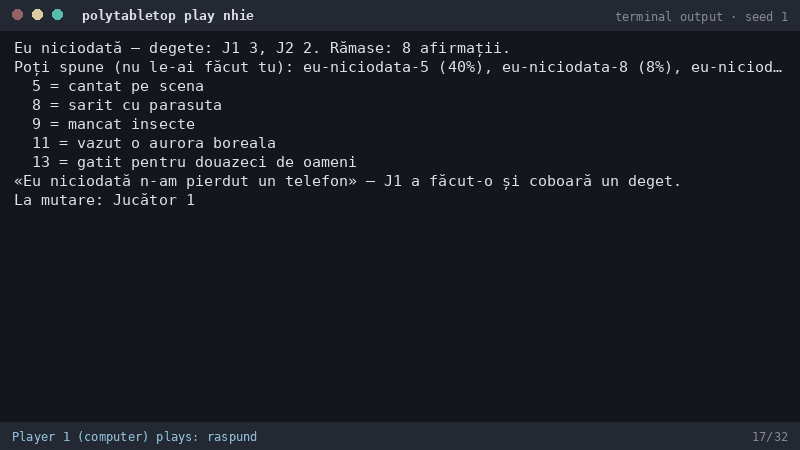 polytabletop play nhie
terminal output · seed 1
Eu niciodată — degete: J1 3, J2 2. Rămase: 8 afirmații.
Poți spune (nu le-ai făcut tu): eu-niciodata-5 (40%), eu-niciodata-8 (8%), eu-niciod…
5 = cantat pe scena
8 = sarit cu parasuta
9 = mancat insecte
11 = vazut o aurora boreala
13 = gatit pentru douazeci de oameni
«Eu niciodată n-am pierdut un telefon» — J1 a făcut-o și coboară un deget.
La mutare: Jucător 1
Player 1 (computer) plays: raspund
17/32